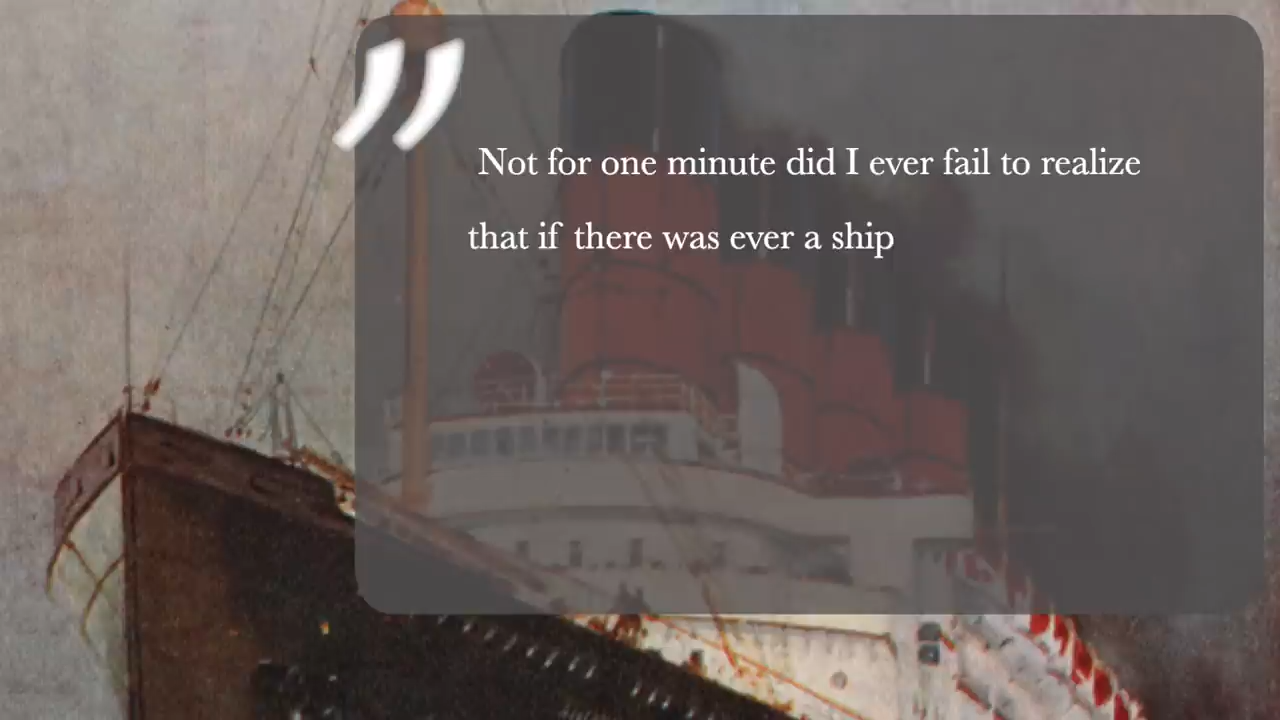 ”
Not for one minute did I ever fail to realize
that if there was ever a ship